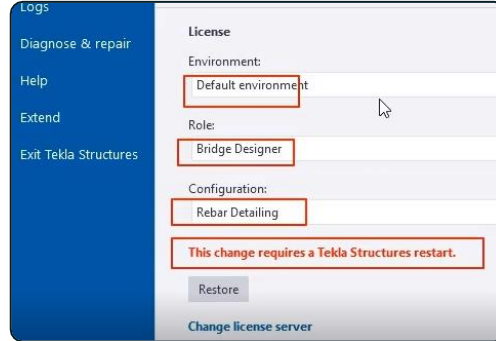 Logs
Diagnose & repair
Help
Extend
Exit Tekla Structures
License
Environment:
Default environment
Role:
Bridge Designer
Configuration:
Rebar Detailing
This change requires a Tekla Structures restart.
Restore
Change license server